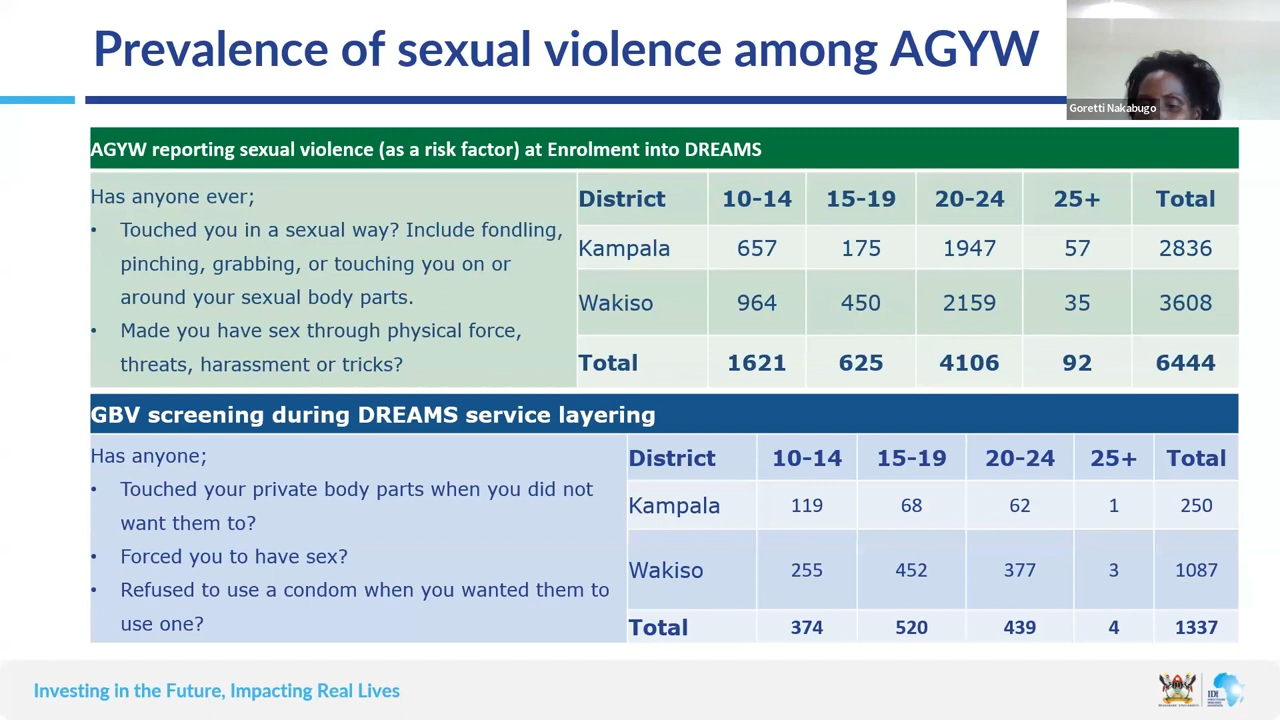 Prevalence of sexual violence among AGYW
Goretti Nakabugo
AGYW reporting sexual violence (as a risk factor) at Enrolment into DREAMS
Has anyone ever;
• Touched you in a sexual way? Include fondling,
pinching, grabbing, or touching you on or
around your sexual body parts.
• Made you have sex through physical force,
threats, harassment or tricks?
District 10-14 15-19 20-24 25+ Total
Kampala 657 175 1947 57 2836
Wakiso 964 450 2159 35 3608
Total 1621 625 4106 92 6444
GBV screening during DREAMS service layering
Has anyone;
• Touched your private body parts when you did not
want them to?
• Forced you to have sex?
• Refused to use a condom when you wanted them to
use one?
District 10-14 15-19 20-24 25+ Total
Kampala 119 68 62 1 250
Wakiso 255 452 377 3 1087
Total 374 520 439 4 1337
Investing in the Future, Impacting Real Lives
IDI